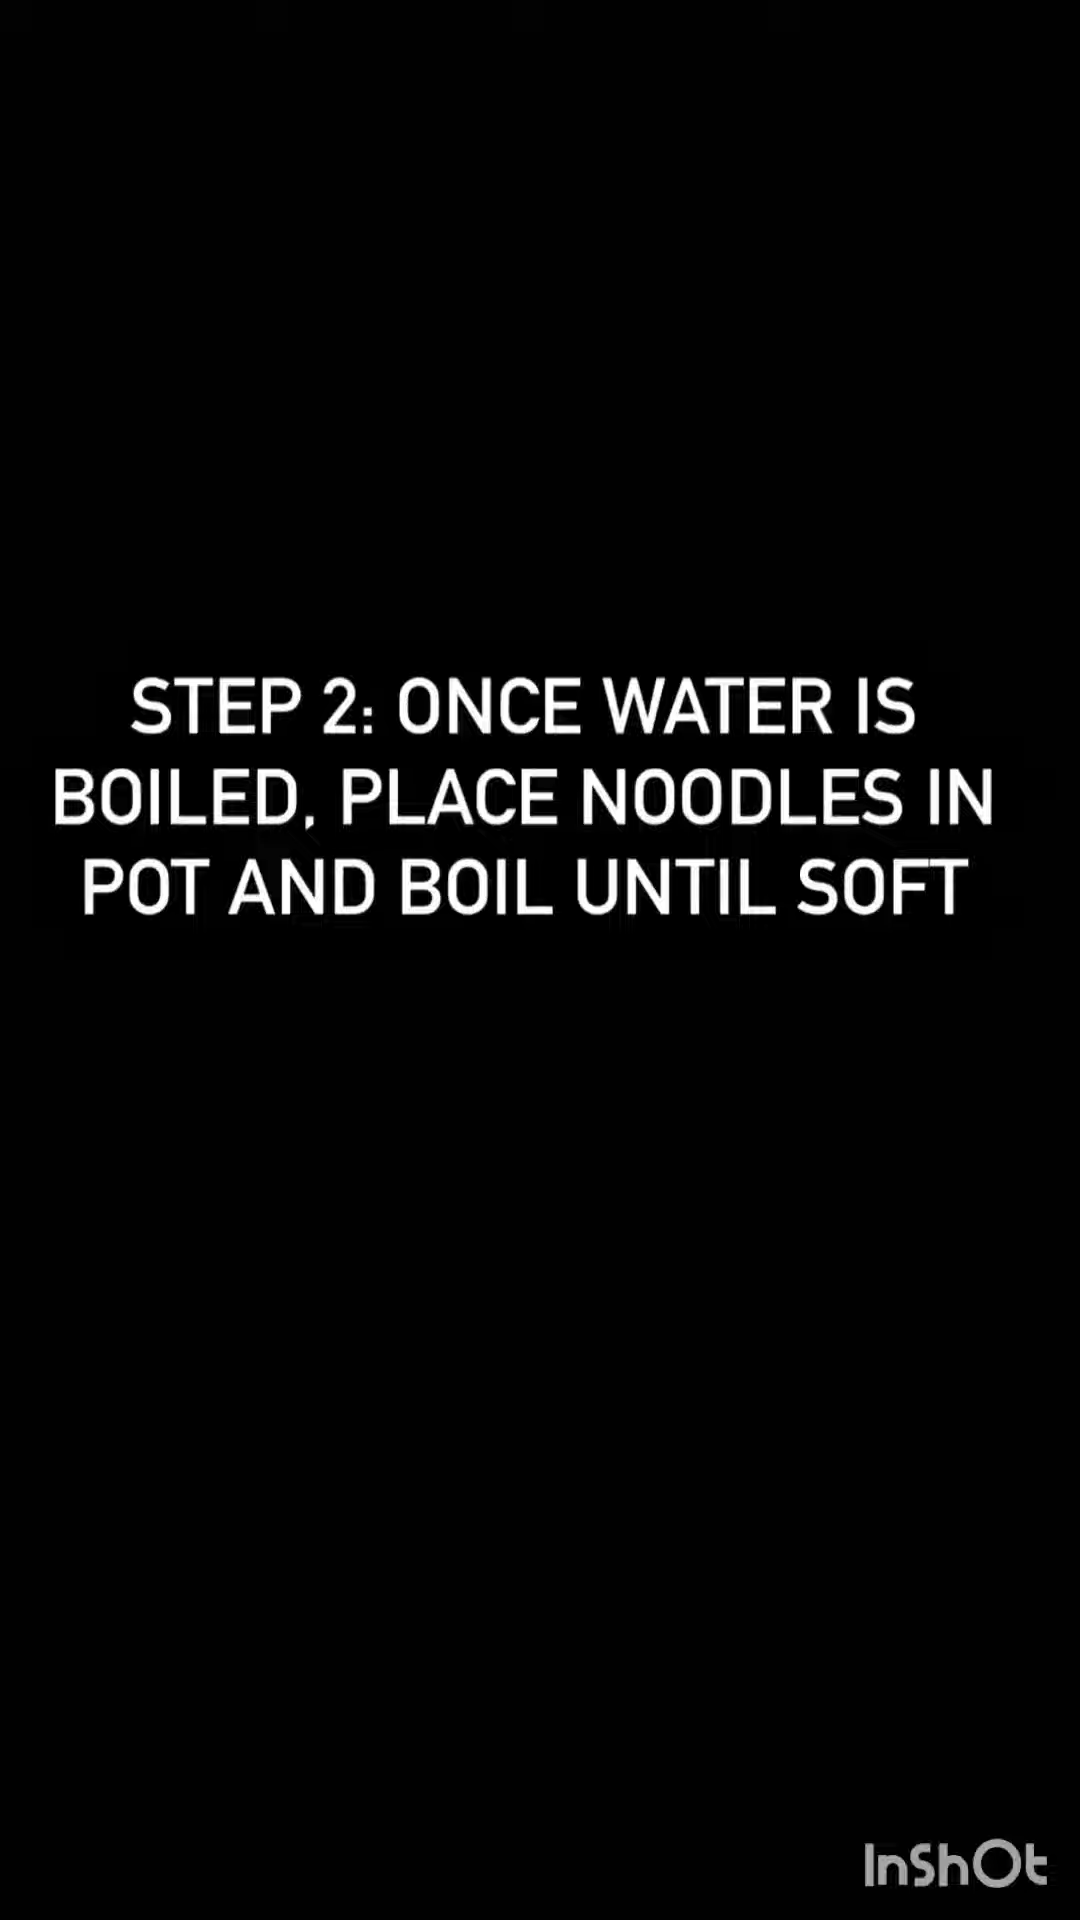 STEP 2: ONCE WATER IS
BOILED, PLACE NOODLES IN
POT AND BOIL UNTIL SOFT
InShOt